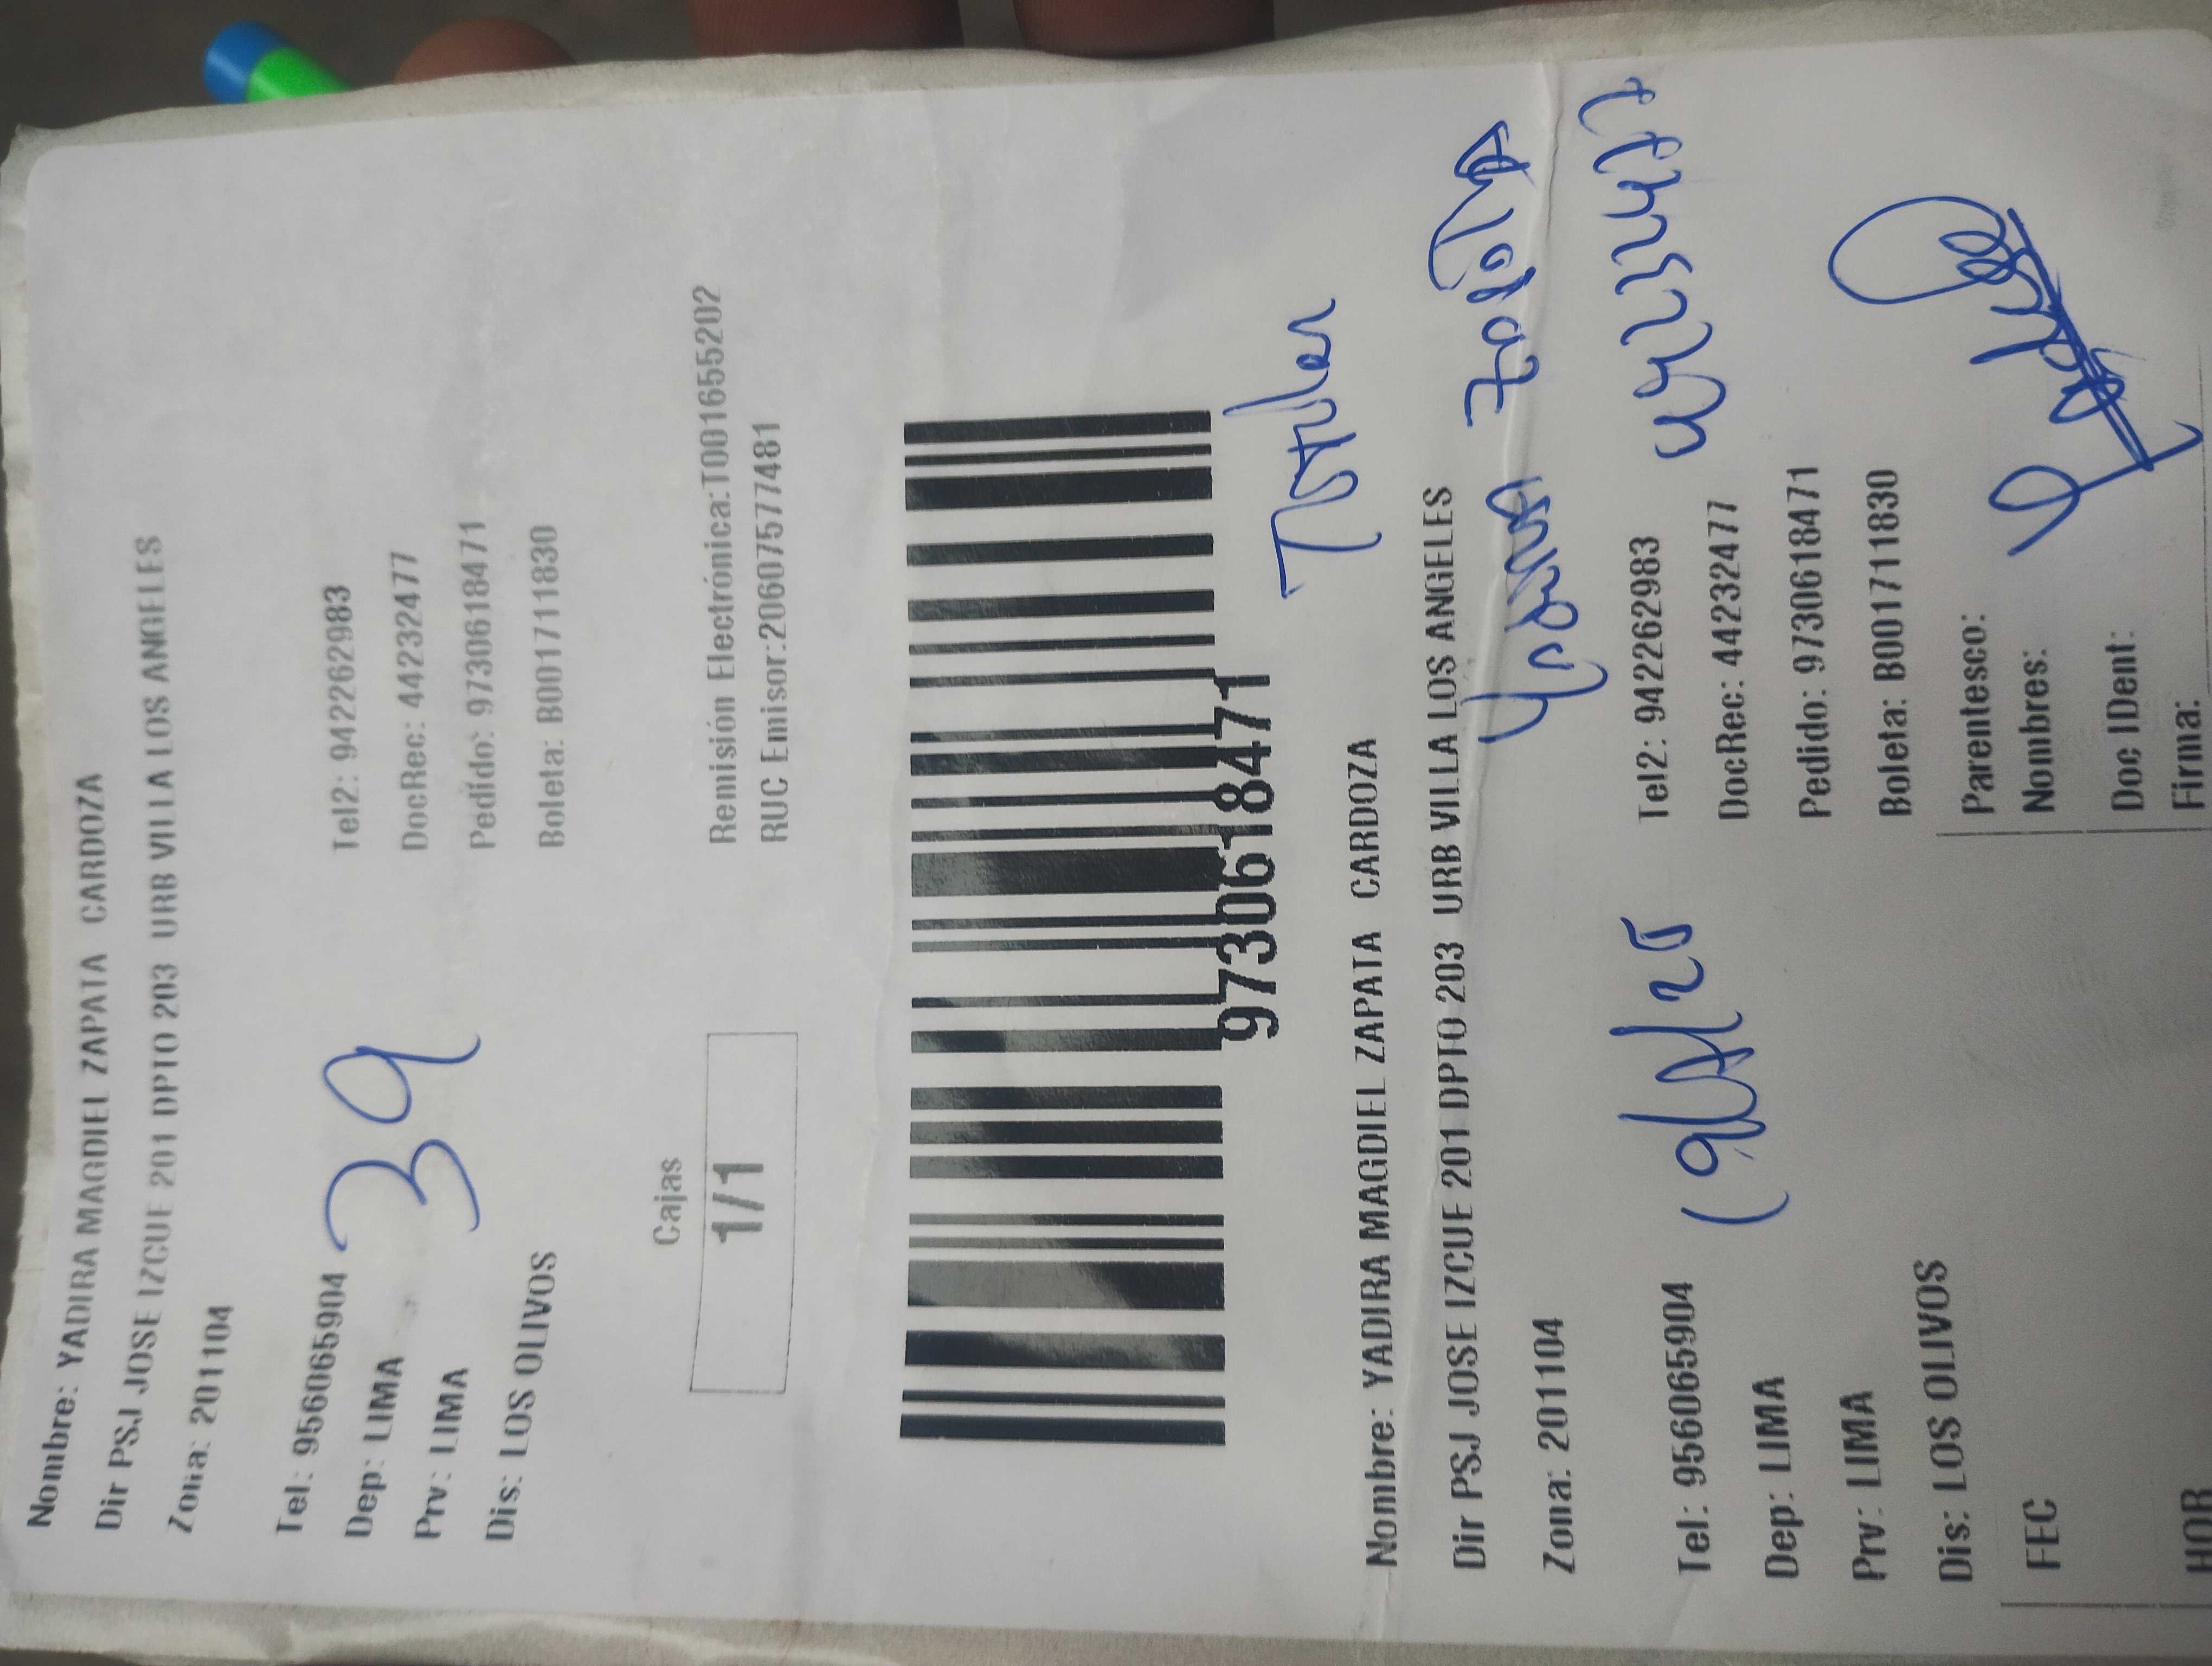 Nombre: YADIRA MAGDIEL ZAPATA CARDOZA
Dir PSJ JOSE IZCUE 201 DPTO 203 URB VILLA LOS ANGELES
Zona: 201104
Tel: 956065904 Tel2: 942262983
Dep: LIMA DocRec: 44232477
Prv: LIMA Pedido: 9730618471
Dis: LOS OLIVOS Boleta: B001711830
39
Cajas
1/1
Remisión Electrónica:T001655202
RUC Emisor:20607577481
9730618471
Titular
Nombre: YADIRA MAGDIEL ZAPATA CARDOZA
Dir PSJ JOSE IZCUE 201 DPTO 203 URB VILLA LOS ANGELES
Yadira Zapata
Zona: 201104
44232477
Tel: 956065904 Tel2: 942262983
Dep: LIMA DocRec: 44232477
Prv: LIMA Pedido: 9730618471
Dis: LOS OLIVOS Boleta: B001711830
FEC Parentesco:
Nombres:
Doc IDent:
HOR Firma: